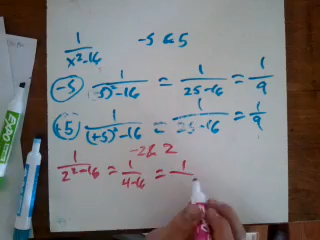 1/(x²-16) -5 & 5
(-5) 1/((-5)²-16) = 1/(25-16) = 1/9
(+5) 1/((+5)²-16) = 1/(25-16) = 1/9
-2 & 2
1/(2²-16) = 1/(4-16) = 1/
EXPO